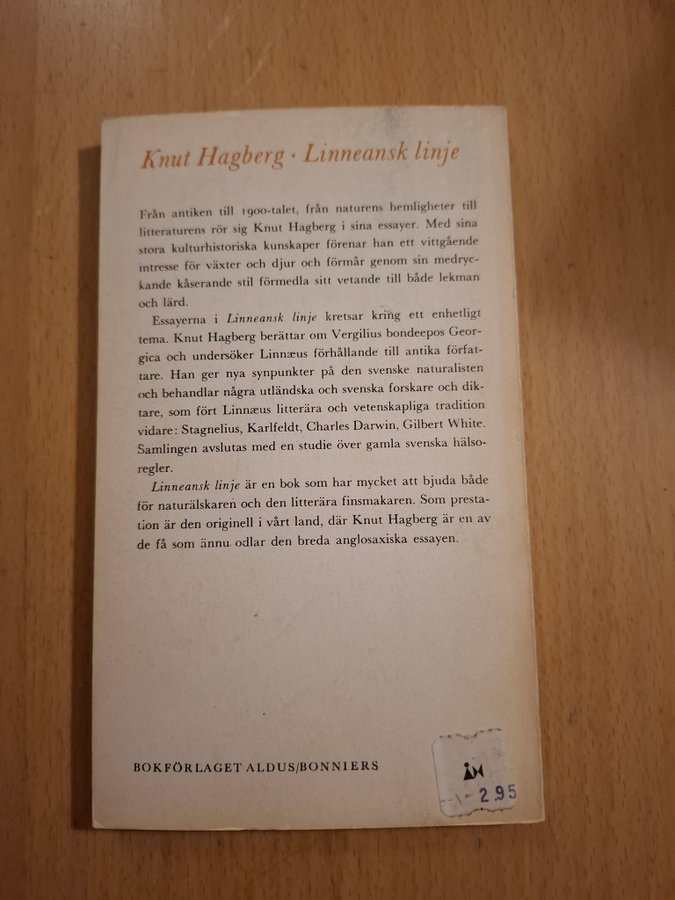 Knut Hagberg · Linneansk linje
Från antiken till 1900-talet, från naturens hemligheter till
litteraturens rör sig Knut Hagberg i sina essayer. Med sina
stora kulturhistoriska kunskaper förenar han ett vittgående
intresse för växter och djur och förmår genom sin medryc-
kande kåserande stil förmedla sitt vetande till både lekman
och lärd.
Essayerna i Linneansk linje kretsar kring ett enhetligt
tema. Knut Hagberg berättar om Vergilius bondeepos Geor-
gica och undersöker Linnæus förhållande till antika förfat-
tare. Han ger nya synpunkter på den svenske naturalisten
och behandlar några utländska och svenska forskare och dik-
tare, som fört Linnæus litterära och vetenskapliga tradition
vidare: Stagnelius, Karlfeldt, Charles Darwin, Gilbert White.
Samlingen avslutas med en studie över gamla svenska hälso-
regler.
Linneansk linje är en bok som har mycket att bjuda både
för naturälskaren och den litterära finsmakaren. Som presta-
tion är den originell i vårt land, där Knut Hagberg är en av
de få som ännu odlar den breda anglosaxiska essayen.
BOKFÖRLAGET ALDUS/BONNIERS
2.95